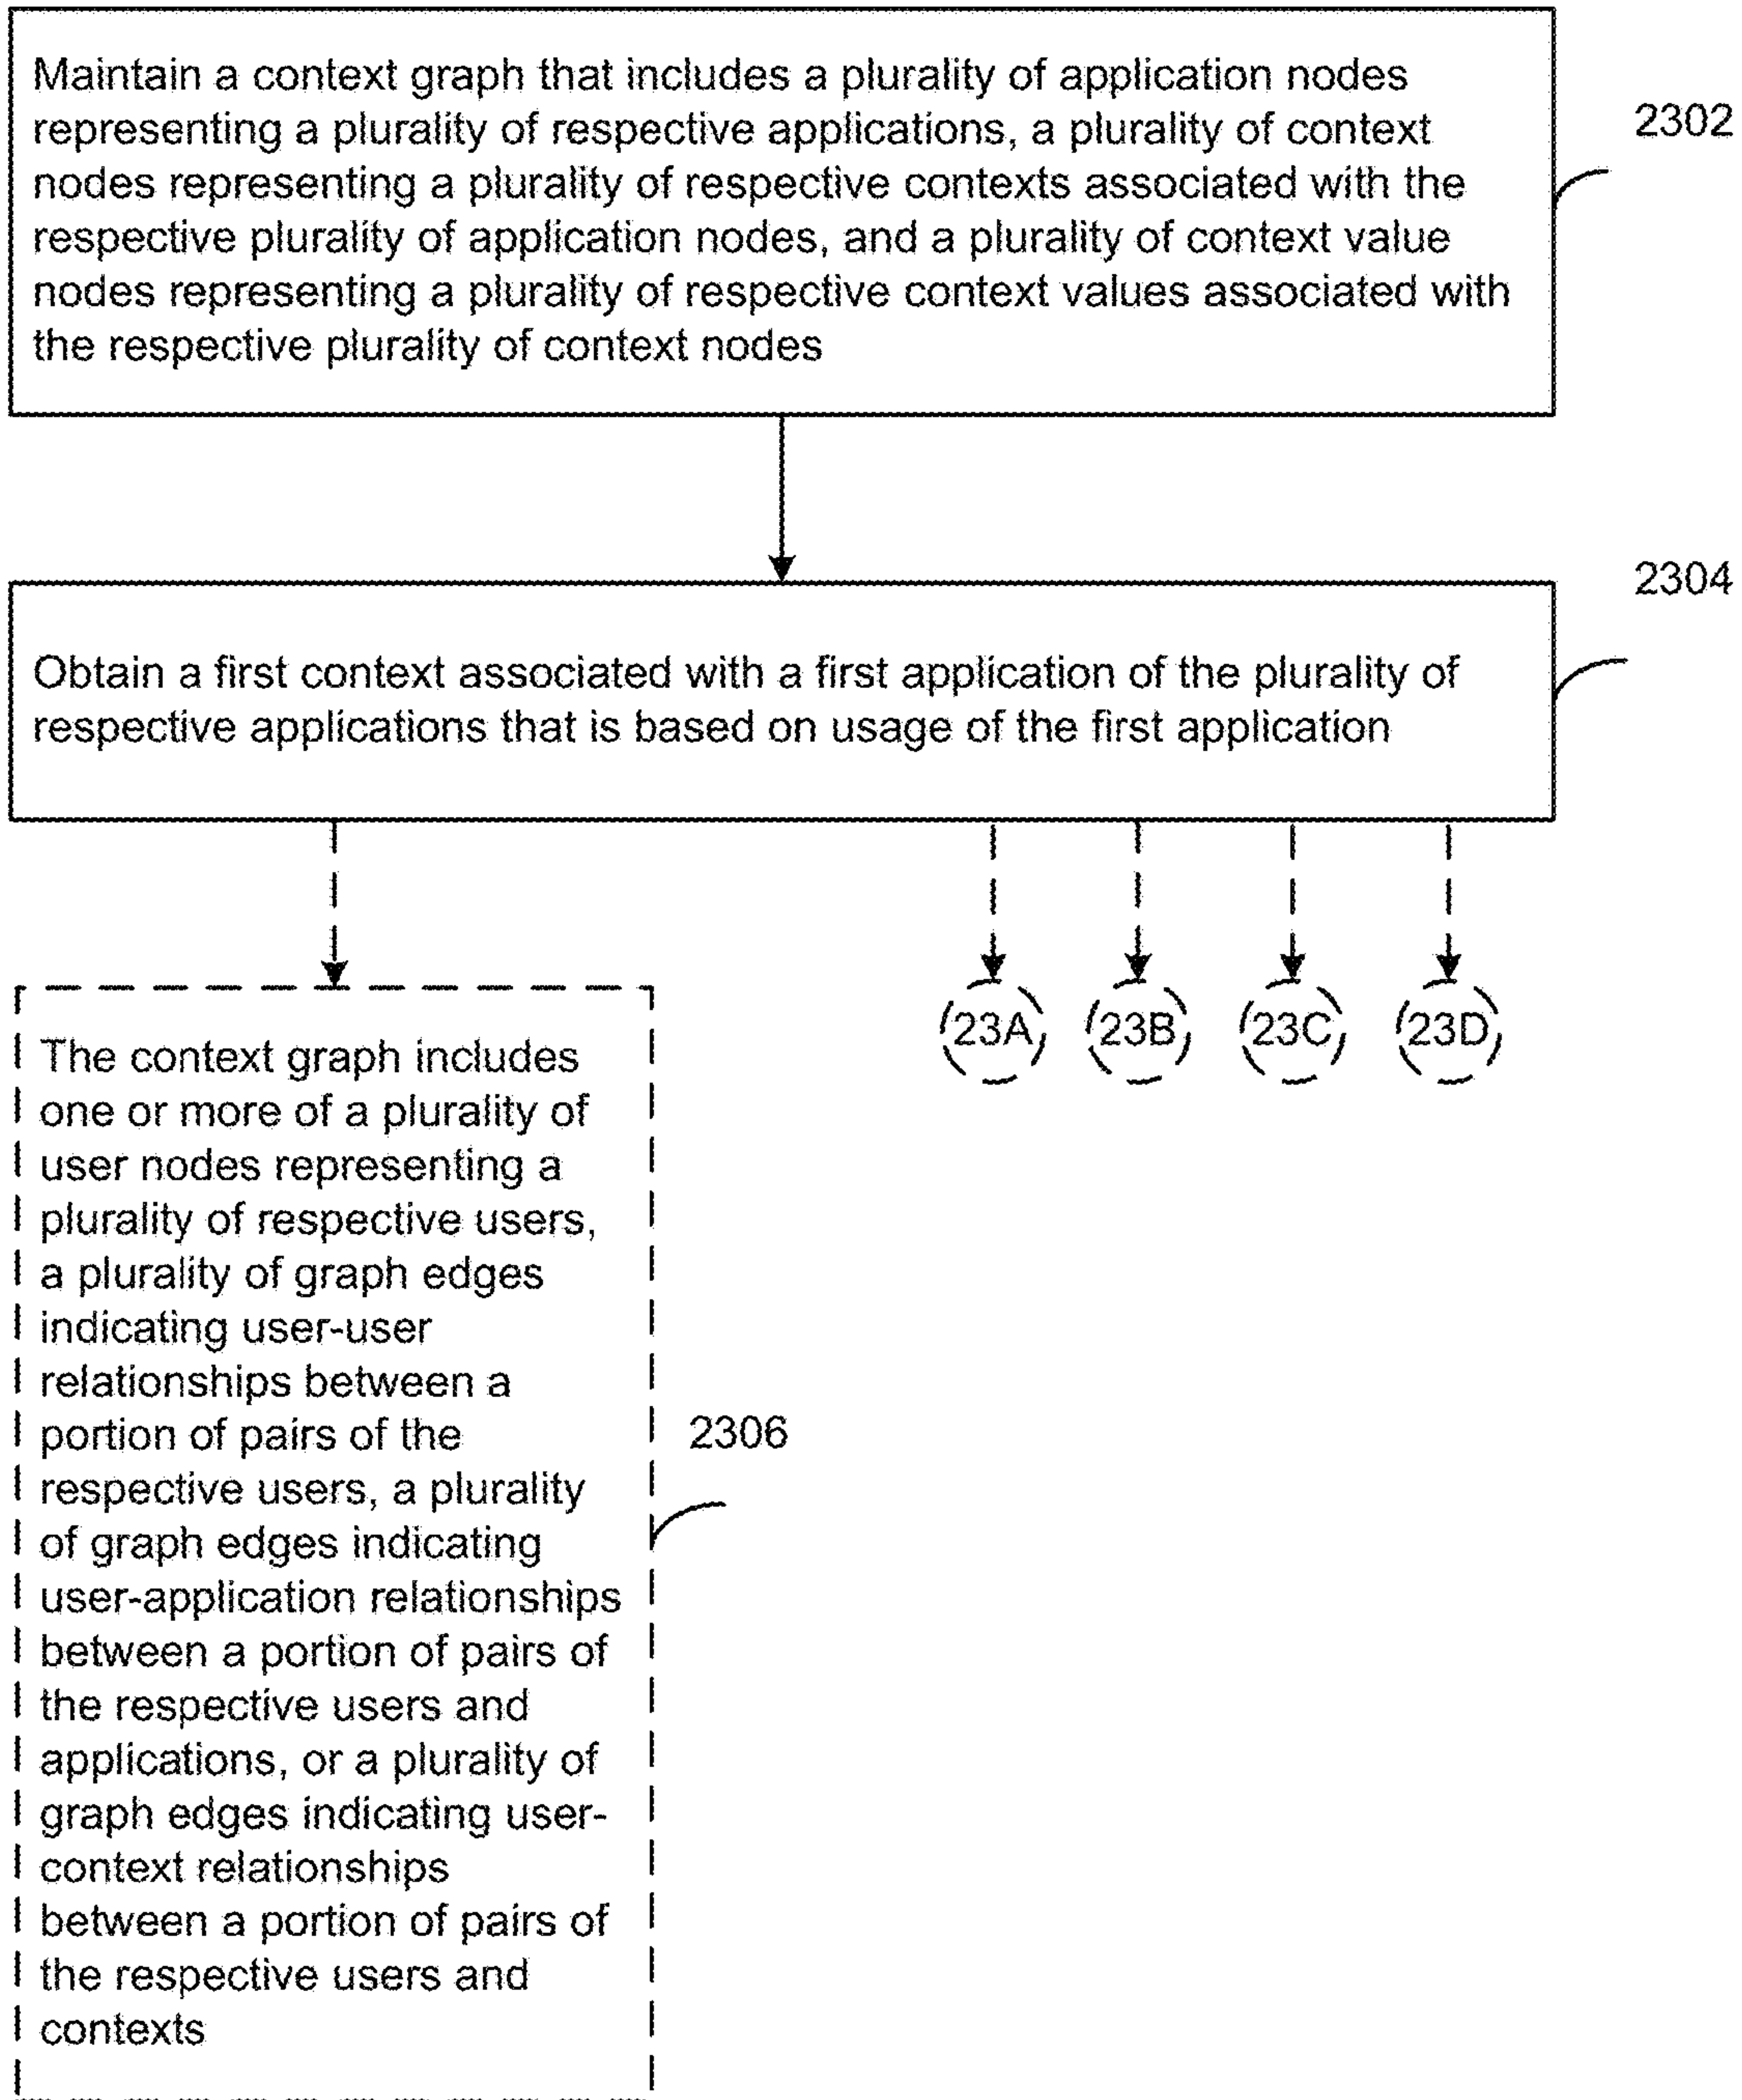 Maintain a context graph that includes a plurality of application nodes
representing a plurality of respective applications, a plurality of context
nodes representing a plurality of respective contexts associated with the
respective plurality of application nodes, and a plurality of context value
nodes representing a plurality of respective context values associated with
the respective plurality of context nodes
2302
2304
Obtain a first context associated with a first application of the plurality of
respective applications that is based on usage of the first application
23A 23B 23C 23D
The context graph includes
one or more of a plurality of
user nodes representing a
plurality of respective users,
a plurality of graph edges
indicating user-user
relationships between a
portion of pairs of the
respective users, a plurality
of graph edges indicating
user-application relationships
between a portion of pairs of
the respective users and
applications, or a plurality of
graph edges indicating user-
context relationships
between a portion of pairs of
the respective users and
contexts
2306